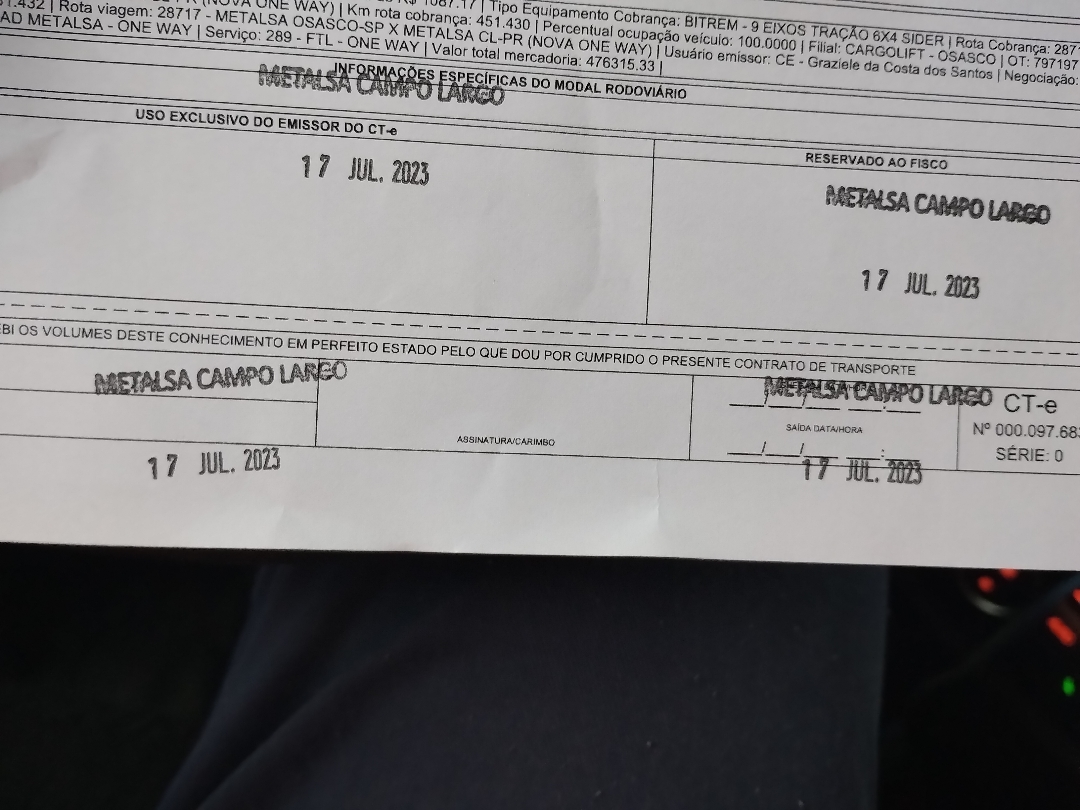 1.432 | Rota viagem: 28717 - METALSA OSASCO-SP X METALSA CL-PR (NOVA ONE WAY) | Km rota cobrança: 451.430 | Percentual ocupação veículo: 100.0000 | Filial: CARGOLIFT - OSASCO | OT: 797197
(NOVA ONE WAY) 1087.17 | Tipo Equipamento Cobrança: BITREM - 9 EIXOS TRAÇÃO 6X4 SIDER | Rota Cobrança: 287
AD METALSA - ONE WAY | Serviço: 289 - FTL - ONE WAY | Valor total mercadoria: 476315.33 | Usuário emissor: CE - Graziele da Costa dos Santos | Negociação:
INFORMAÇÕES ESPECÍFICAS DO MODAL RODOVIÁRIO
METALSA CAMPO LARGO
USO EXCLUSIVO DO EMISSOR DO CT-e
RESERVADO AO FISCO
17 JUL. 2023
METALSA CAMPO LARGO
17 JUL. 2023
EBI OS VOLUMES DESTE CONHECIMENTO EM PERFEITO ESTADO PELO QUE DOU POR CUMPRIDO O PRESENTE CONTRATO DE TRANSPORTE
METALSA CAMPO LARGO
METALSA CAMPO LARGO
CT-e
SAÍDA DATA/HORA
Nº 000.097.68
ASSINATURA/CARIMBO
SÉRIE: 0
17 JUL. 2023
17 JUL. 2023